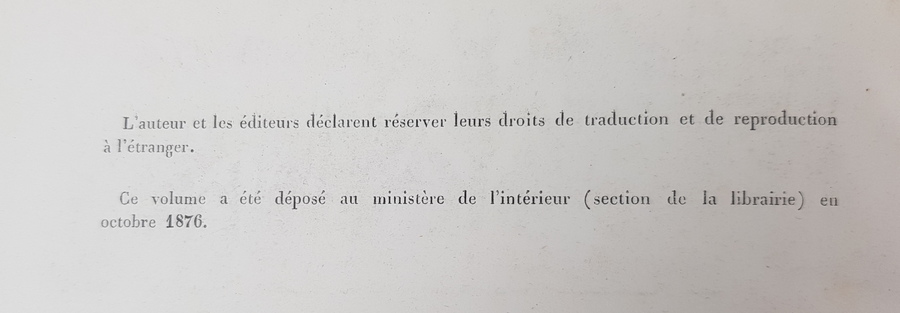 L'auteur et les éditeurs déclarent réserver leurs droits de traduction et de reproduction
à l'étranger.
Ce volume a été déposé au ministère de l'intérieur (section de la librairie) en
octobre 1876.